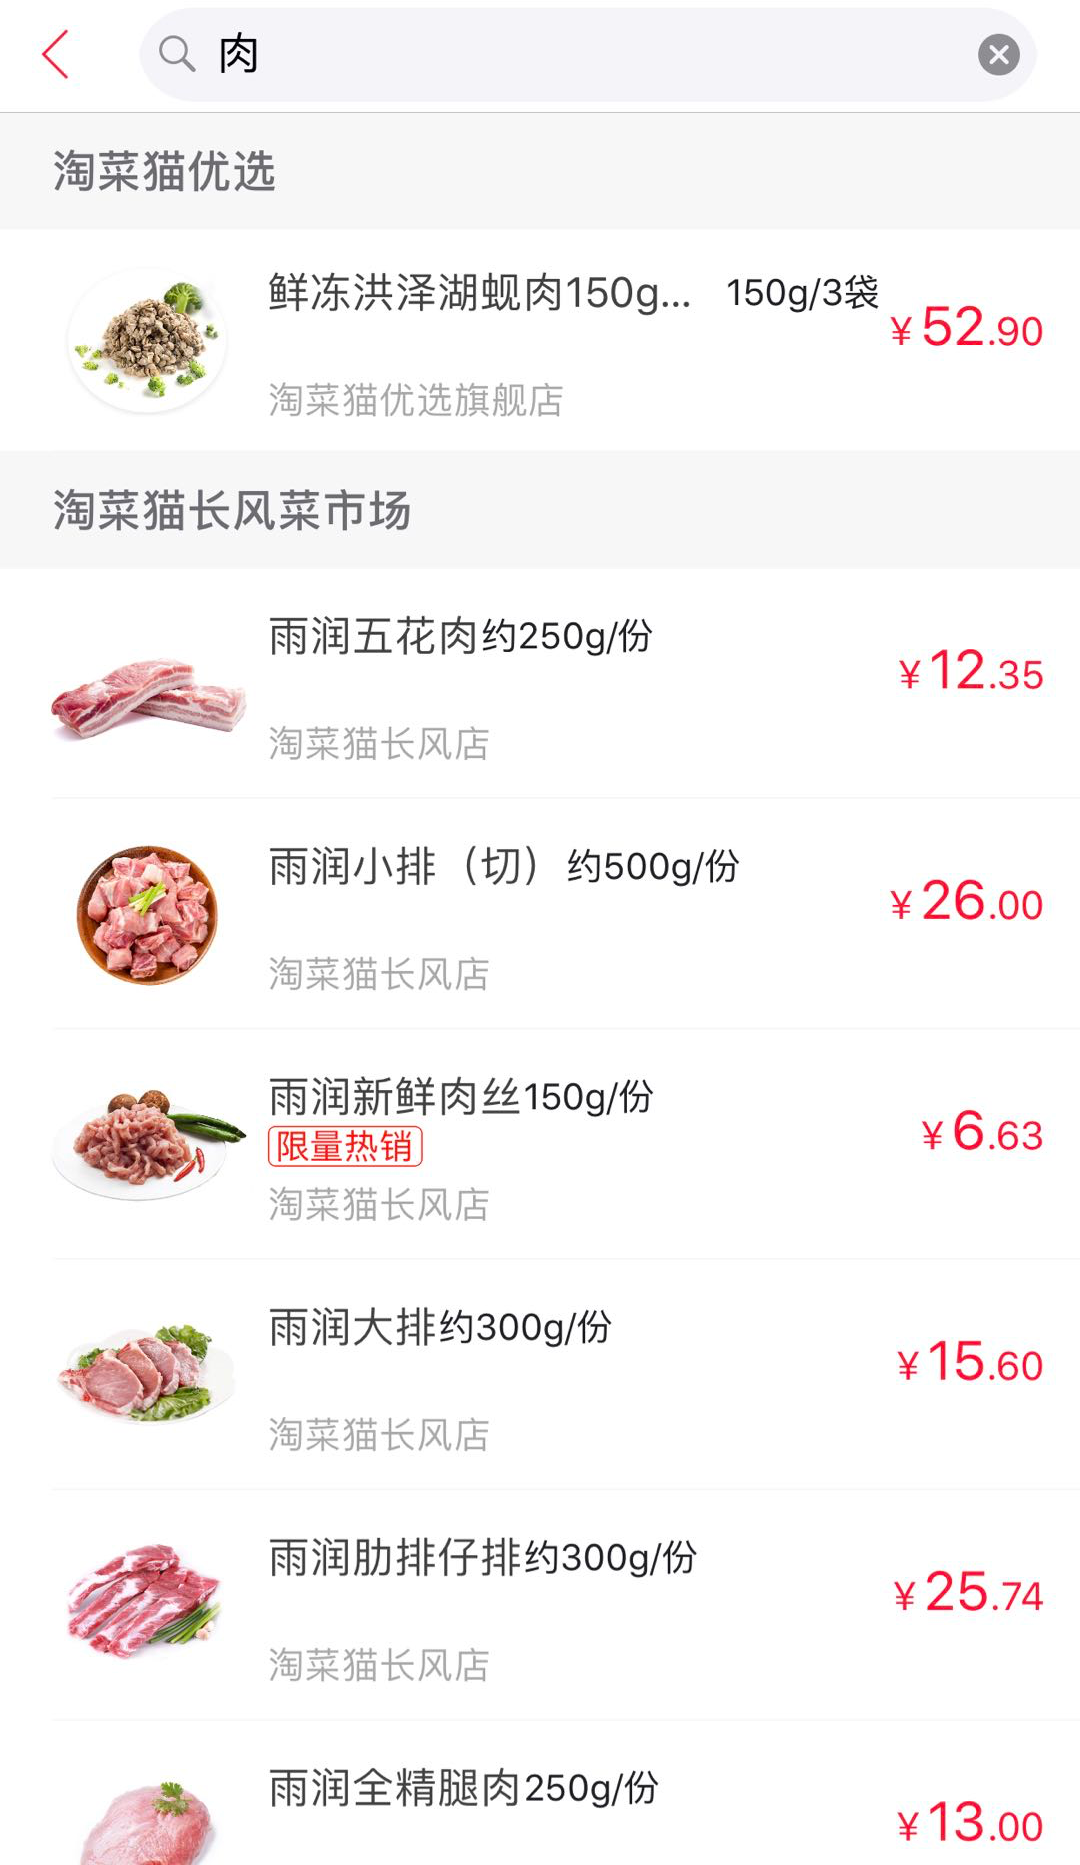 肉
淘菜猫优选
鲜冻洪泽湖蚬肉150g... 150g/3袋
¥52.90
淘菜猫优选旗舰店
淘菜猫长风菜市场
雨润五花肉约250g/份
¥12.35
淘菜猫长风店
雨润小排（切）约500g/份
¥26.00
淘菜猫长风店
雨润新鲜肉丝150g/份
¥6.63
限量热销
淘菜猫长风店
雨润大排约300g/份
¥15.60
淘菜猫长风店
雨润肋排仔排约300g/份
¥25.74
淘菜猫长风店
雨润全精腿肉250g/份
¥13.00